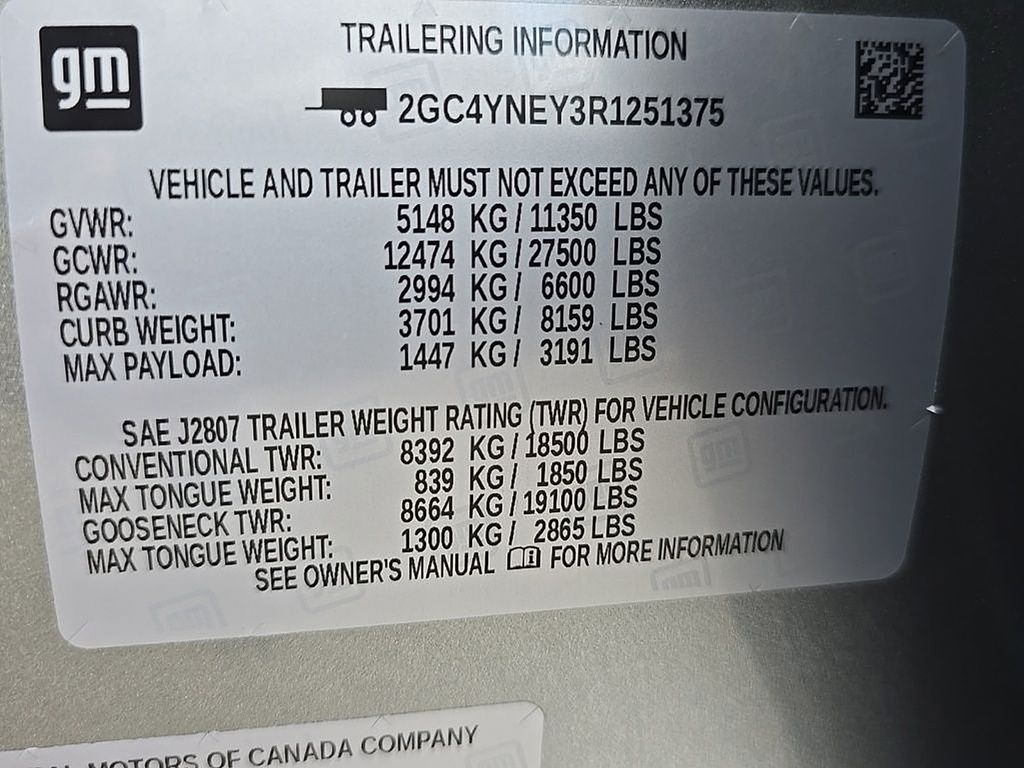 gm
TRAILERING INFORMATION
2GC4YNEY3R1251375
VEHICLE AND TRAILER MUST NOT EXCEED ANY OF THESE VALUES.
GVWR: 5148 KG / 11350 LBS
GCWR: 12474 KG / 27500 LBS
RGAWR: 2994 KG / 6600 LBS
CURB WEIGHT: 3701 KG / 8159 LBS
MAX PAYLOAD: 1447 KG / 3191 LBS
SAE J2807 TRAILER WEIGHT RATING (TWR) FOR VEHICLE CONFIGURATION.
CONVENTIONAL TWR: 8392 KG / 18500 LBS
MAX TONGUE WEIGHT: 839 KG / 1850 LBS
GOOSENECK TWR: 8664 KG / 19100 LBS
MAX TONGUE WEIGHT: 1300 KG / 2865 LBS
SEE OWNER'S MANUAL FOR MORE INFORMATION
MOTORS OF CANADA COMPANY